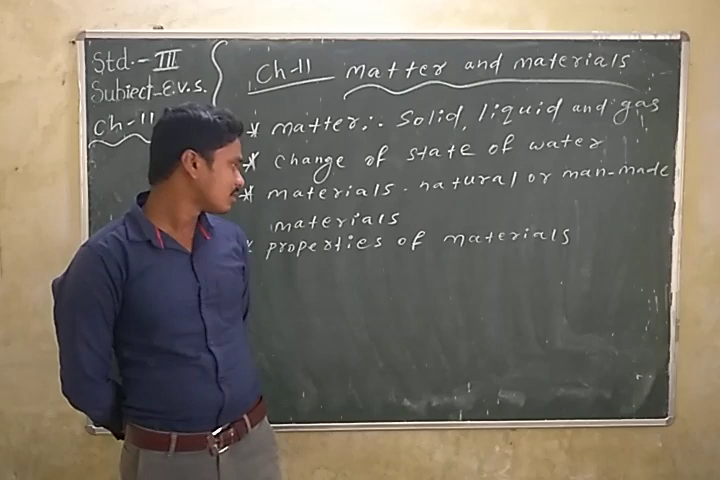 Std.- III
Subject-E.V.S.
Ch-11
Ch-11 Matter and materials
* matter:- Solid, liquid and gas
* Change of state of water
* materials. natural or man-made
materials
* properties of materials